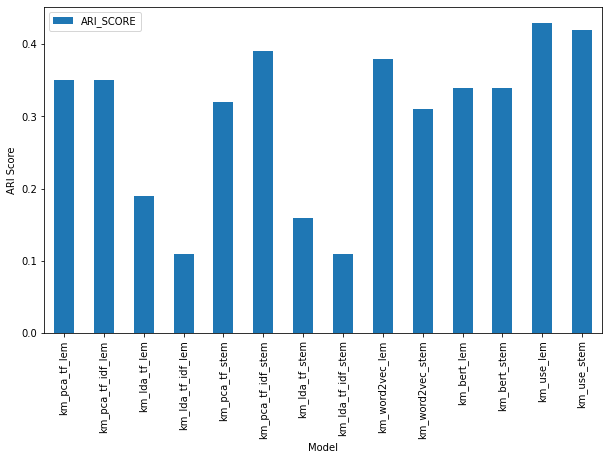 ARI_SCORE
ARI Score
0.4
0.3
0.2
0.1
0.0
km_pca_tf_lem
km_pca_tf_idf_lem
km_lda_tf_lem
km_lda_tf_idf_lem
km_pca_tf_stem
km_pca_tf_idf_stem
km_lda_tf_stem
km_lda_tf_idf_stem
km_word2vec_lem
km_word2vec_stem
km_bert_lem
km_bert_stem
km_use_lem
km_use_stem
Model